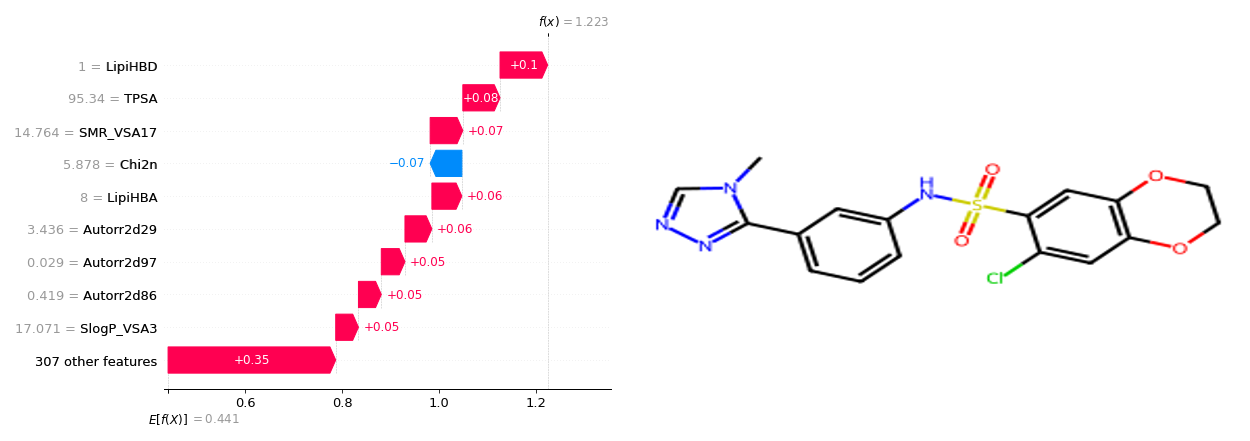 f(x) = 1.223
1 = LipiHBD +0.1
95.34 = TPSA +0.08
14.764 = SMR_VSA17 +0.07
5.878 = Chi2n −0.07
8 = LipiHBA +0.06
3.436 = Autorr2d29 +0.06
0.029 = Autorr2d97 +0.05
0.419 = Autorr2d86 +0.05
17.071 = SlogP_VSA3 +0.05
307 other features +0.35
0.6 0.8 1.0 1.2
E[f(X)] = 0.441
H
N
O
O
N
S
N
N
O
O
Cl